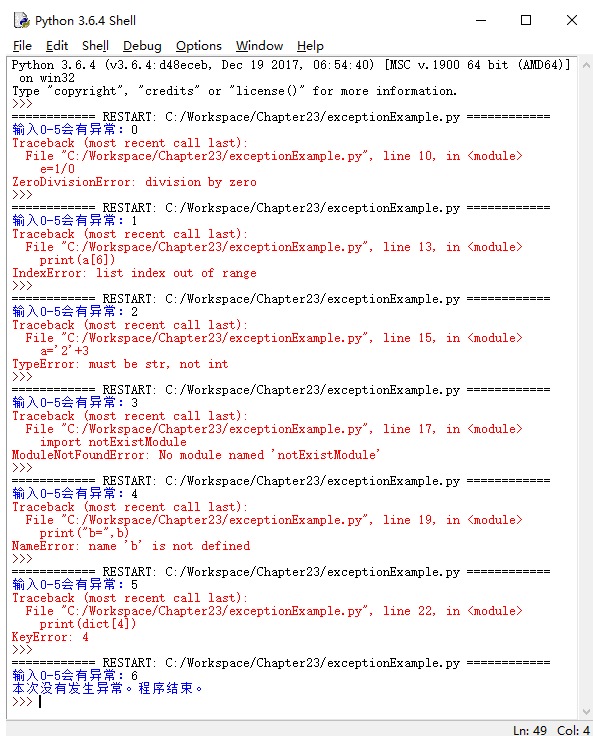 Python 3.6.4 Shell
File Edit Shell Debug Options Window Help
Python 3.6.4 (v3.6.4:d48eceb, Dec 19 2017, 06:54:40) [MSC v.1900 64 bit (AMD64)]
on win32
Type "copyright", "credits" or "license()" for more information.
>>>
============ RESTART: C:/Workspace/Chapter23/exceptionExample.py ============
输入0-5会有异常：0
Traceback (most recent call last):
File "C:/Workspace/Chapter23/exceptionExample.py", line 10, in <module>
e=1/0
ZeroDivisionError: division by zero
>>>
============ RESTART: C:/Workspace/Chapter23/exceptionExample.py ============
输入0-5会有异常：1
Traceback (most recent call last):
File "C:/Workspace/Chapter23/exceptionExample.py", line 13, in <module>
print(a[6])
IndexError: list index out of range
>>>
============ RESTART: C:/Workspace/Chapter23/exceptionExample.py ============
输入0-5会有异常：2
Traceback (most recent call last):
File "C:/Workspace/Chapter23/exceptionExample.py", line 15, in <module>
a='2'+3
TypeError: must be str, not int
>>>
============ RESTART: C:/Workspace/Chapter23/exceptionExample.py ============
输入0-5会有异常：3
Traceback (most recent call last):
File "C:/Workspace/Chapter23/exceptionExample.py", line 17, in <module>
import notExistModule
ModuleNotFoundError: No module named 'notExistModule'
>>>
============ RESTART: C:/Workspace/Chapter23/exceptionExample.py ============
输入0-5会有异常：4
Traceback (most recent call last):
File "C:/Workspace/Chapter23/exceptionExample.py", line 19, in <module>
print("b=",b)
NameError: name 'b' is not defined
>>>
============ RESTART: C:/Workspace/Chapter23/exceptionExample.py ============
输入0-5会有异常：5
Traceback (most recent call last):
File "C:/Workspace/Chapter23/exceptionExample.py", line 22, in <module>
print(dict[4])
KeyError: 4
>>>
============ RESTART: C:/Workspace/Chapter23/exceptionExample.py ============
输入0-5会有异常：6
本次没有发生异常。程序结束。
>>>
Ln: 49 Col: 4